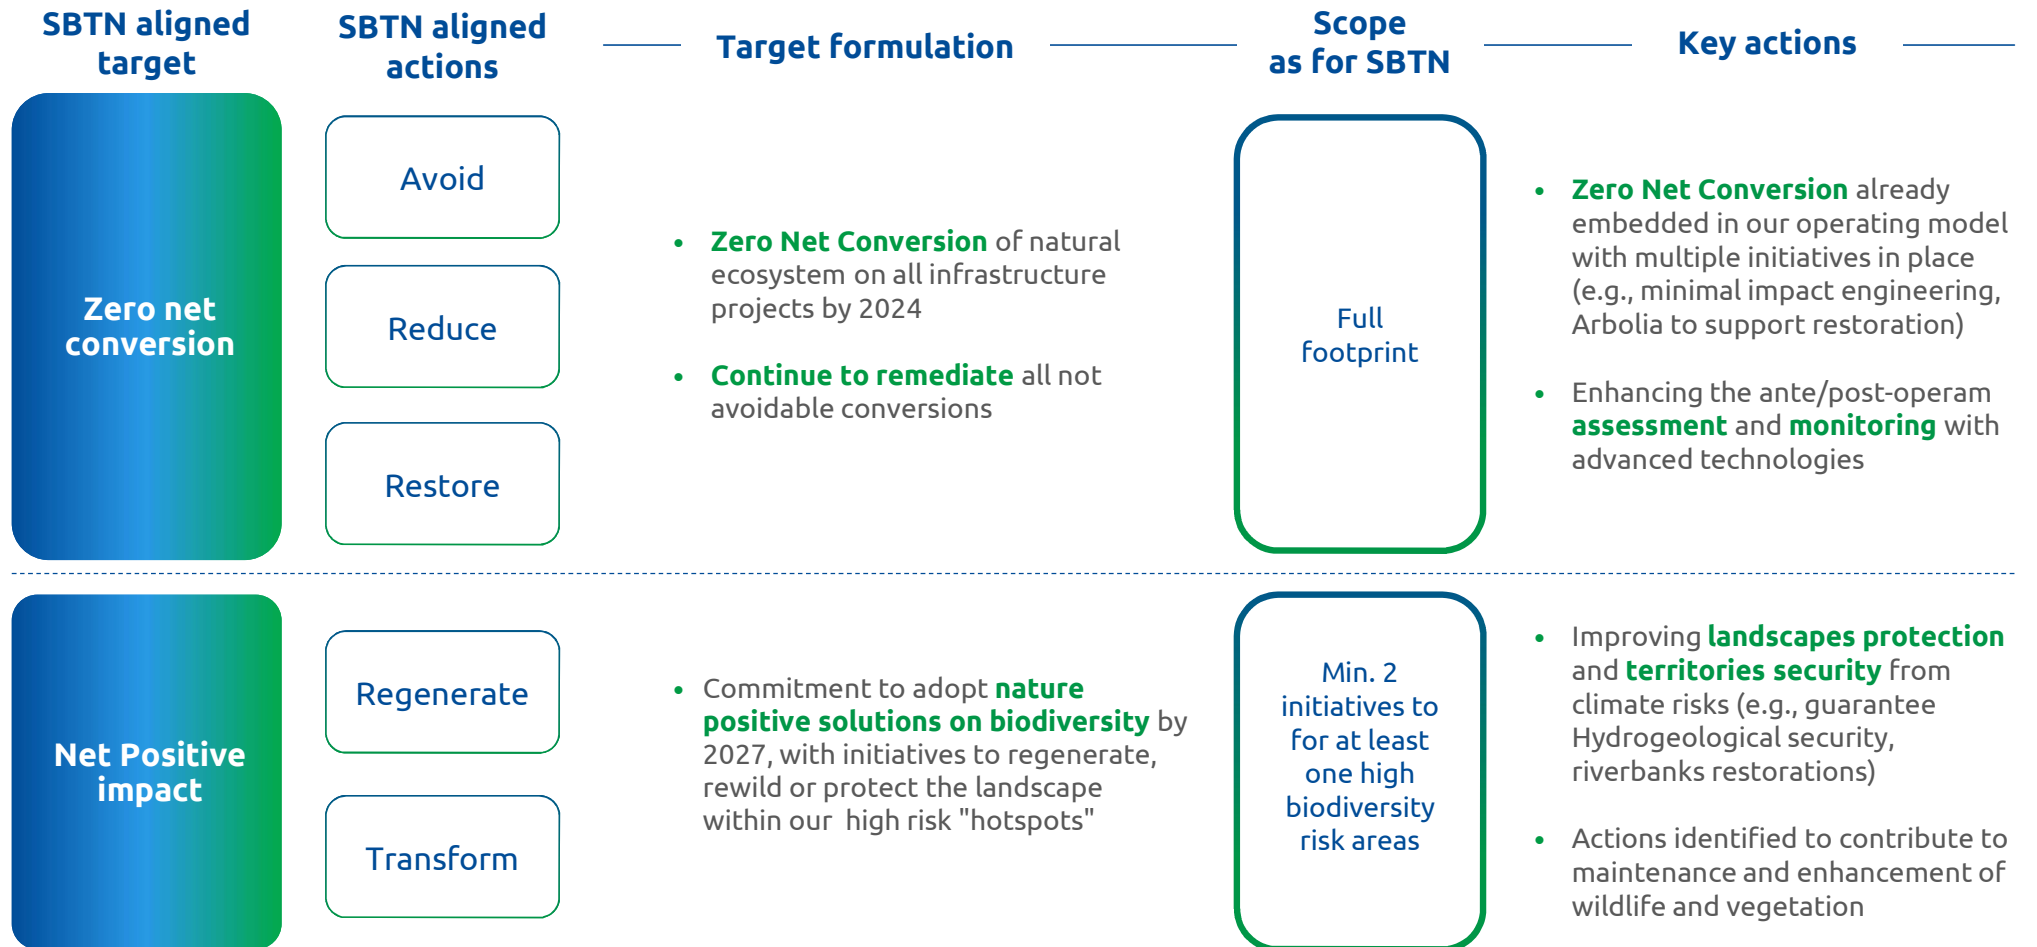 SBTN aligned
target
SBTN aligned
actions
Target formulation
Scope
as for SBTN
Key actions
Zero net
conversion
Avoid
Reduce
Restore
• Zero Net Conversion of natural
ecosystem on all infrastructure
projects by 2024
• Continue to remediate all not
avoidable conversions
Full
footprint
• Zero Net Conversion already
embedded in our operating model
with multiple initiatives in place
(e.g., minimal impact engineering,
Arbolia to support restoration)
• Enhancing the ante/post-operam
assessment and monitoring with
advanced technologies
Net Positive
impact
Regenerate
Transform
• Commitment to adopt nature
positive solutions on biodiversity by
2027, with initiatives to regenerate,
rewild or protect the landscape
within our high risk "hotspots"
Min. 2
initiatives to
for at least
one high
biodiversity
risk areas
• Improving landscapes protection
and territories security from
climate risks (e.g., guarantee
Hydrogeological security,
riverbanks restorations)
• Actions identified to contribute to
maintenance and enhancement of
wildlife and vegetation